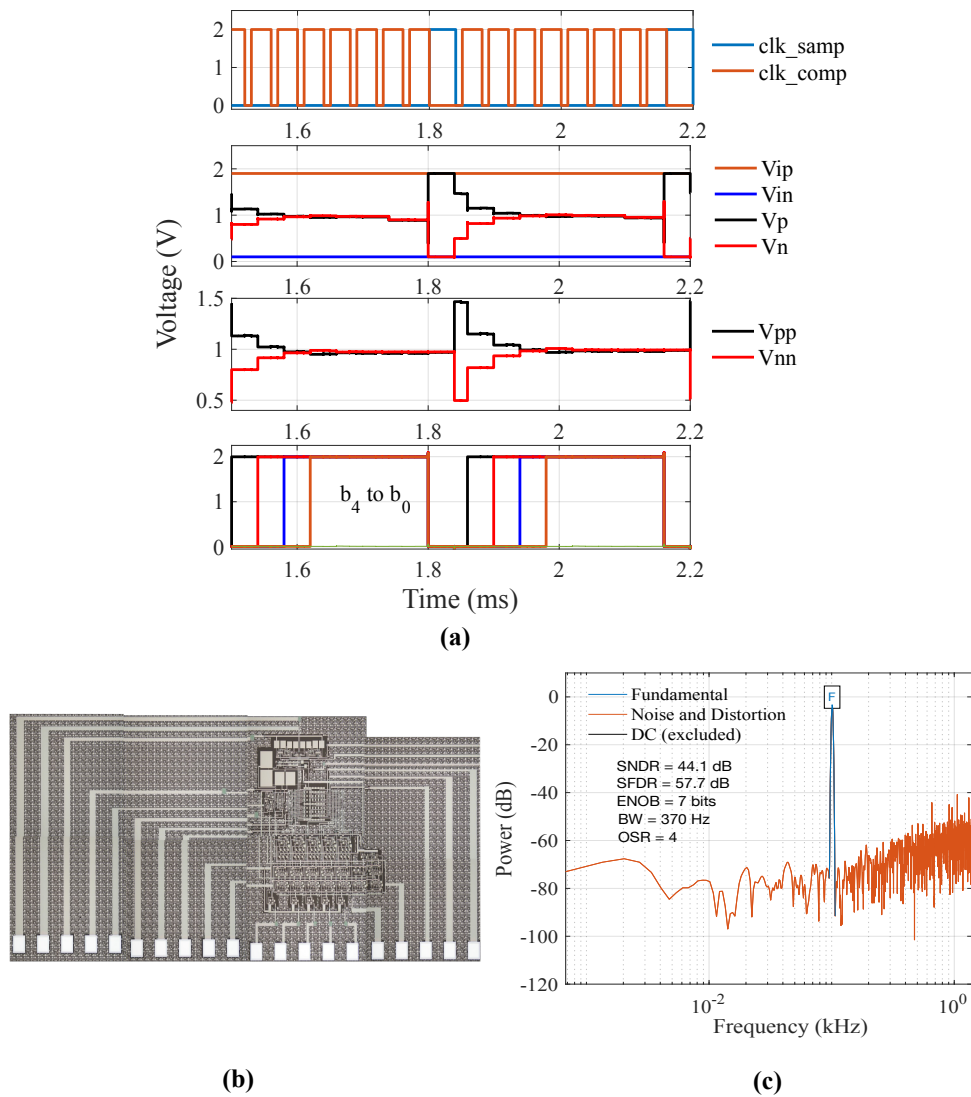 2
0
clk_samp
clk_comp
1.6
1.8
2
2.2
2
1
0
Vip
Vin
Vp
Vn
1.6
1.8
2
2.2
Voltage (V)
1.5
1
0.5
Vpp
Vnn
1.6
1.8
2
2.2
2
1
0
b4 to b0
1.6
1.8
2
2.2
Time (ms)
(a)
(b)
0
-20
-40
-60
-80
-100
-120
Power (dB)
Fundamental
Noise and Distortion
DC (excluded)
F
SNDR = 44.1 dB
SFDR = 57.7 dB
ENOB = 7 bits
BW = 370 Hz
OSR = 4
10-2
100
Frequency (kHz)
(c)